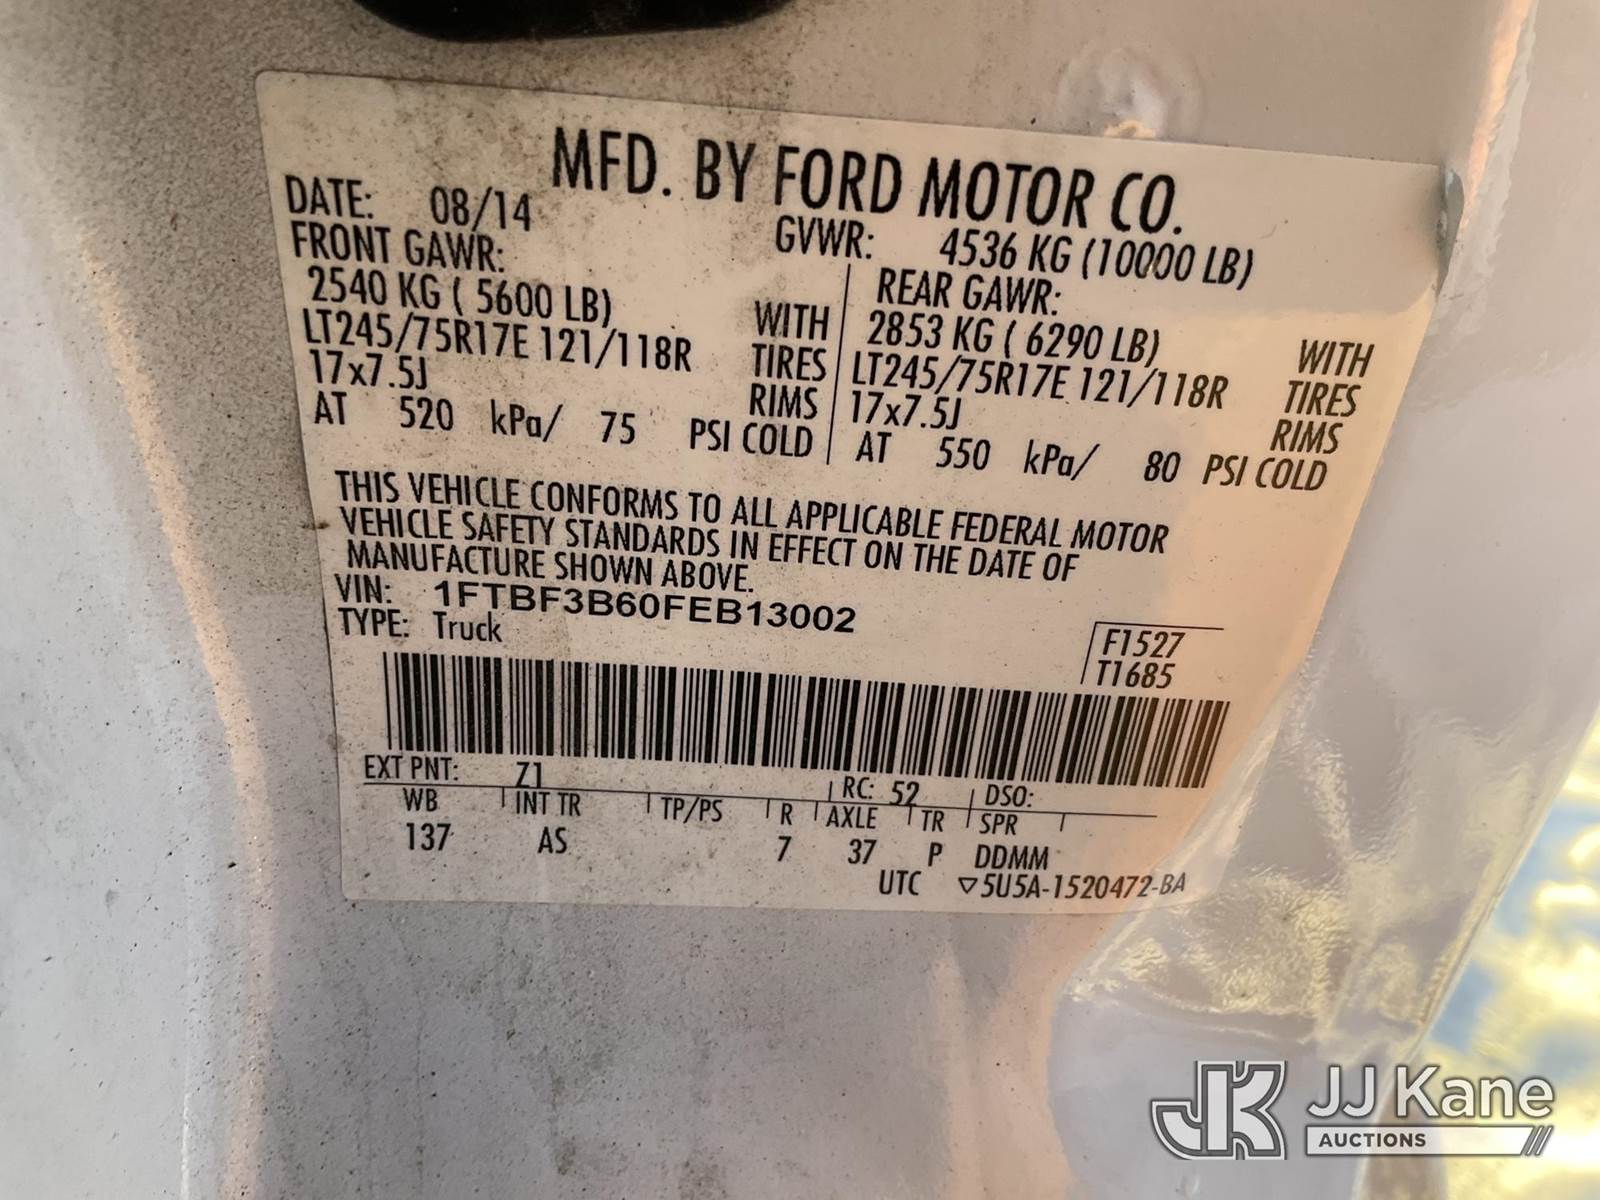 MFD. BY FORD MOTOR CO.
DATE: 08/14 GVWR: 4536 KG (10000 LB)
FRONT GAWR: REAR GAWR:
2540 KG ( 5600 LB) WITH 2853 KG ( 6290 LB) WITH
LT245/75R17E 121/118R TIRES LT245/75R17E 121/118R TIRES
17x7.5J RIMS 17x7.5J RIMS
AT 520 kPa/ 75 PSI COLD AT 550 kPa/ 80 PSI COLD
THIS VEHICLE CONFORMS TO ALL APPLICABLE FEDERAL MOTOR
VEHICLE SAFETY STANDARDS IN EFFECT ON THE DATE OF
MANUFACTURE SHOWN ABOVE.
VIN: 1FTBF3B60FEB13002
TYPE: Truck F1527
T1685
EXT PNT: Z1 RC: 52 DSO:
WB INT TR TP/PS R AXLE TR SPR
137 AS 7 37 P DDMM
UTC ▽5U5A-1520472-BA
JK JJ Kane
AUCTIONS